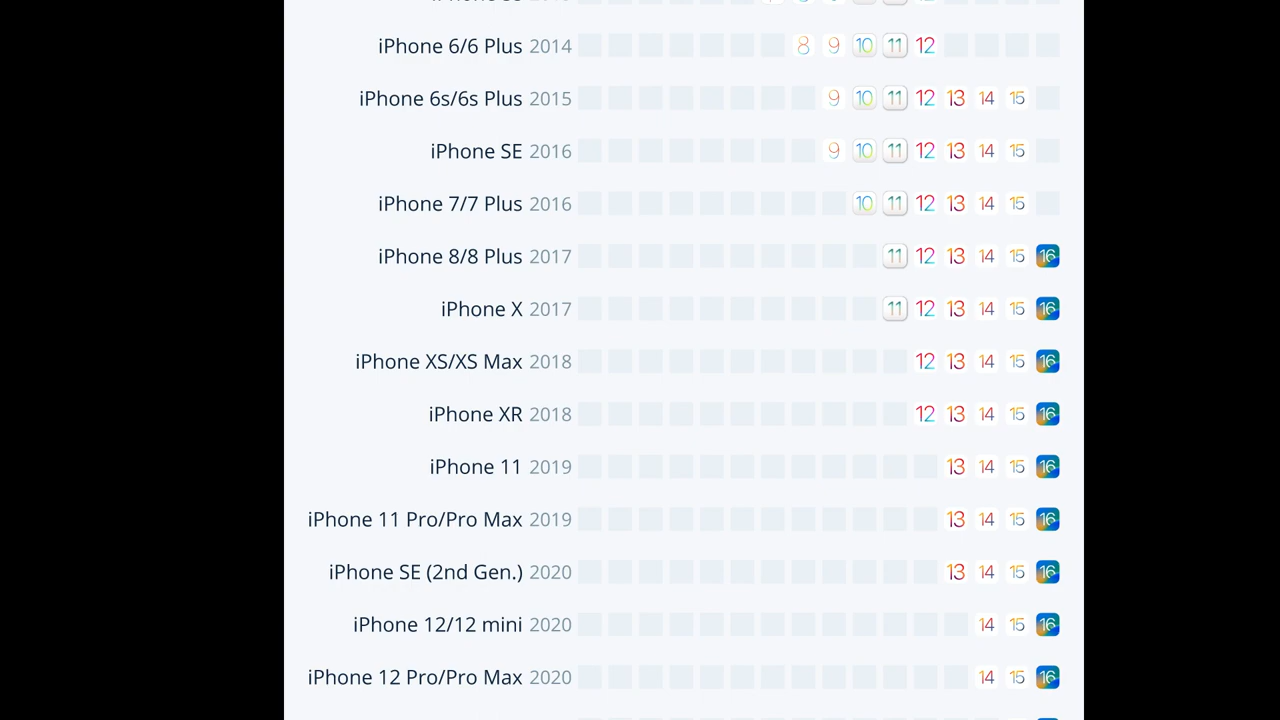 iPhone 6/6 Plus 2014 8 9 10 11 12
iPhone 6s/6s Plus 2015 9 10 11 12 13 14 15
iPhone SE 2016 9 10 11 12 13 14 15
iPhone 7/7 Plus 2016 10 11 12 13 14 15
iPhone 8/8 Plus 2017 11 12 13 14 15 16
iPhone X 2017 11 12 13 14 15 16
iPhone XS/XS Max 2018 12 13 14 15 16
iPhone XR 2018 12 13 14 15 16
iPhone 11 2019 13 14 15 16
iPhone 11 Pro/Pro Max 2019 13 14 15 16
iPhone SE (2nd Gen.) 2020 13 14 15 16
iPhone 12/12 mini 2020 14 15 16
iPhone 12 Pro/Pro Max 2020 14 15 16